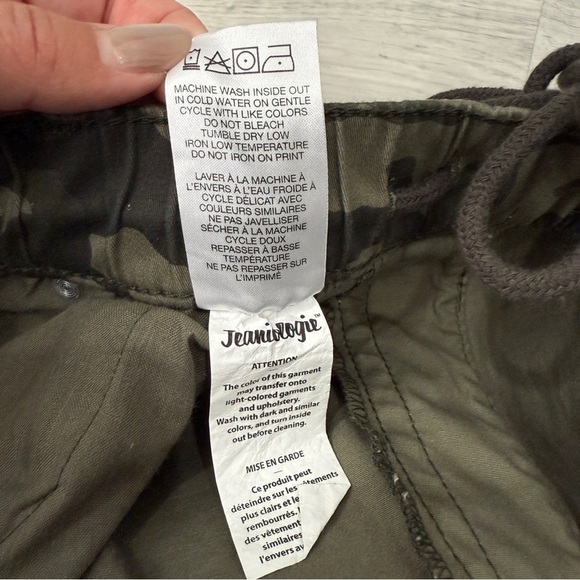 MACHINE WASH INSIDE OUT
IN COLD WATER ON GENTLE
CYCLE WITH LIKE COLORS
DO NOT BLEACH
TUMBLE DRY LOW
IRON LOW TEMPERATURE
DO NOT IRON ON PRINT
LAVER À LA MACHINE À
L'ENVERS À L'EAU FROIDE À
CYCLE DÉLICAT AVEC
COULEURS SIMILAIRES
NE PAS JAVELLISER
SÉCHER À LA MACHINE
CYCLE DOUX
REPASSER À BASSE
TEMPÉRATURE
NE PAS REPASSER SUR
L'IMPRIMÉ
Jeaniologie™
ATTENTION
The color of this garment
may transfer onto
light-colored garments
and upholstery.
Wash with dark and similar
colors, and turn inside
out before cleaning.
MISE EN GARDE
Ce produit peut
déteindre sur les
plus clairs et
rembourrés.
des vêtement
similaires
l'envers